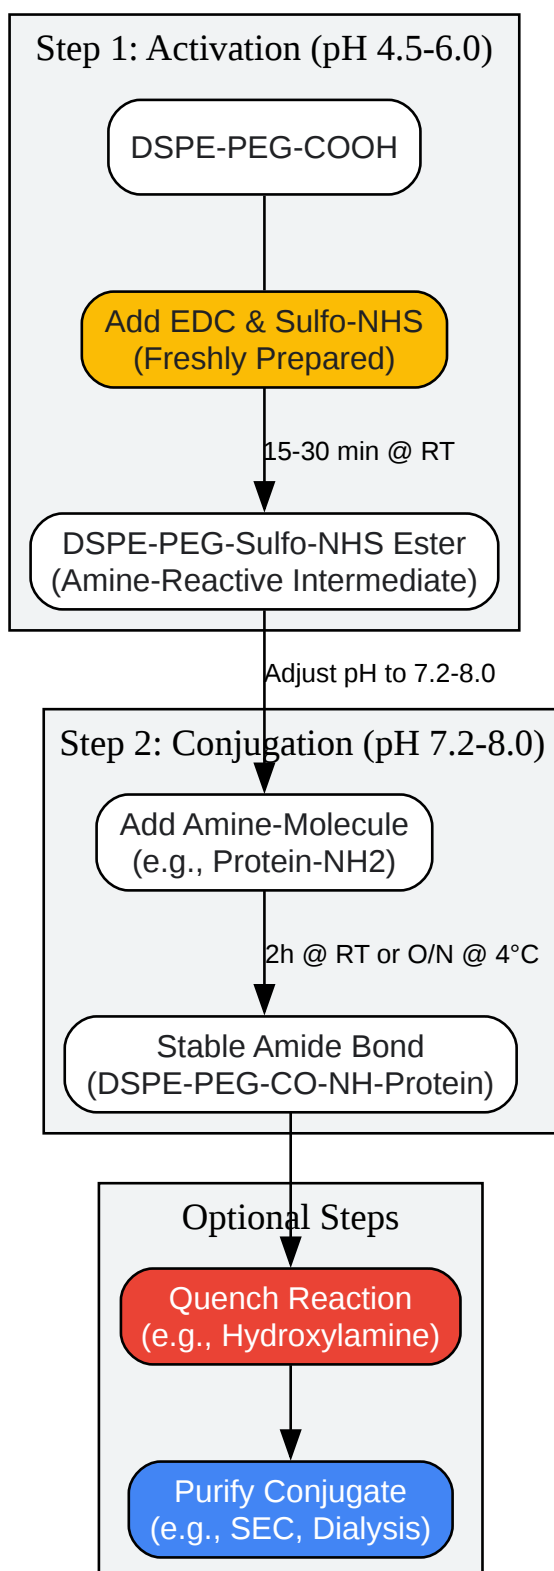 Step 1: Activation (pH 4.5-6.0)
DSPE-PEG-COOH
Add EDC & Sulfo-NHS
(Freshly Prepared)
15-30 min @ RT
DSPE-PEG-Sulfo-NHS Ester
(Amine-Reactive Intermediate)
Adjust pH to 7.2-8.0
Step 2: Conjugation (pH 7.2-8.0)
Add Amine-Molecule
(e.g., Protein-NH2)
2h @ RT or O/N @ 4°C
Stable Amide Bond
(DSPE-PEG-CO-NH-Protein)
Optional Steps
Quench Reaction
(e.g., Hydroxylamine)
Purify Conjugate
(e.g., SEC, Dialysis)